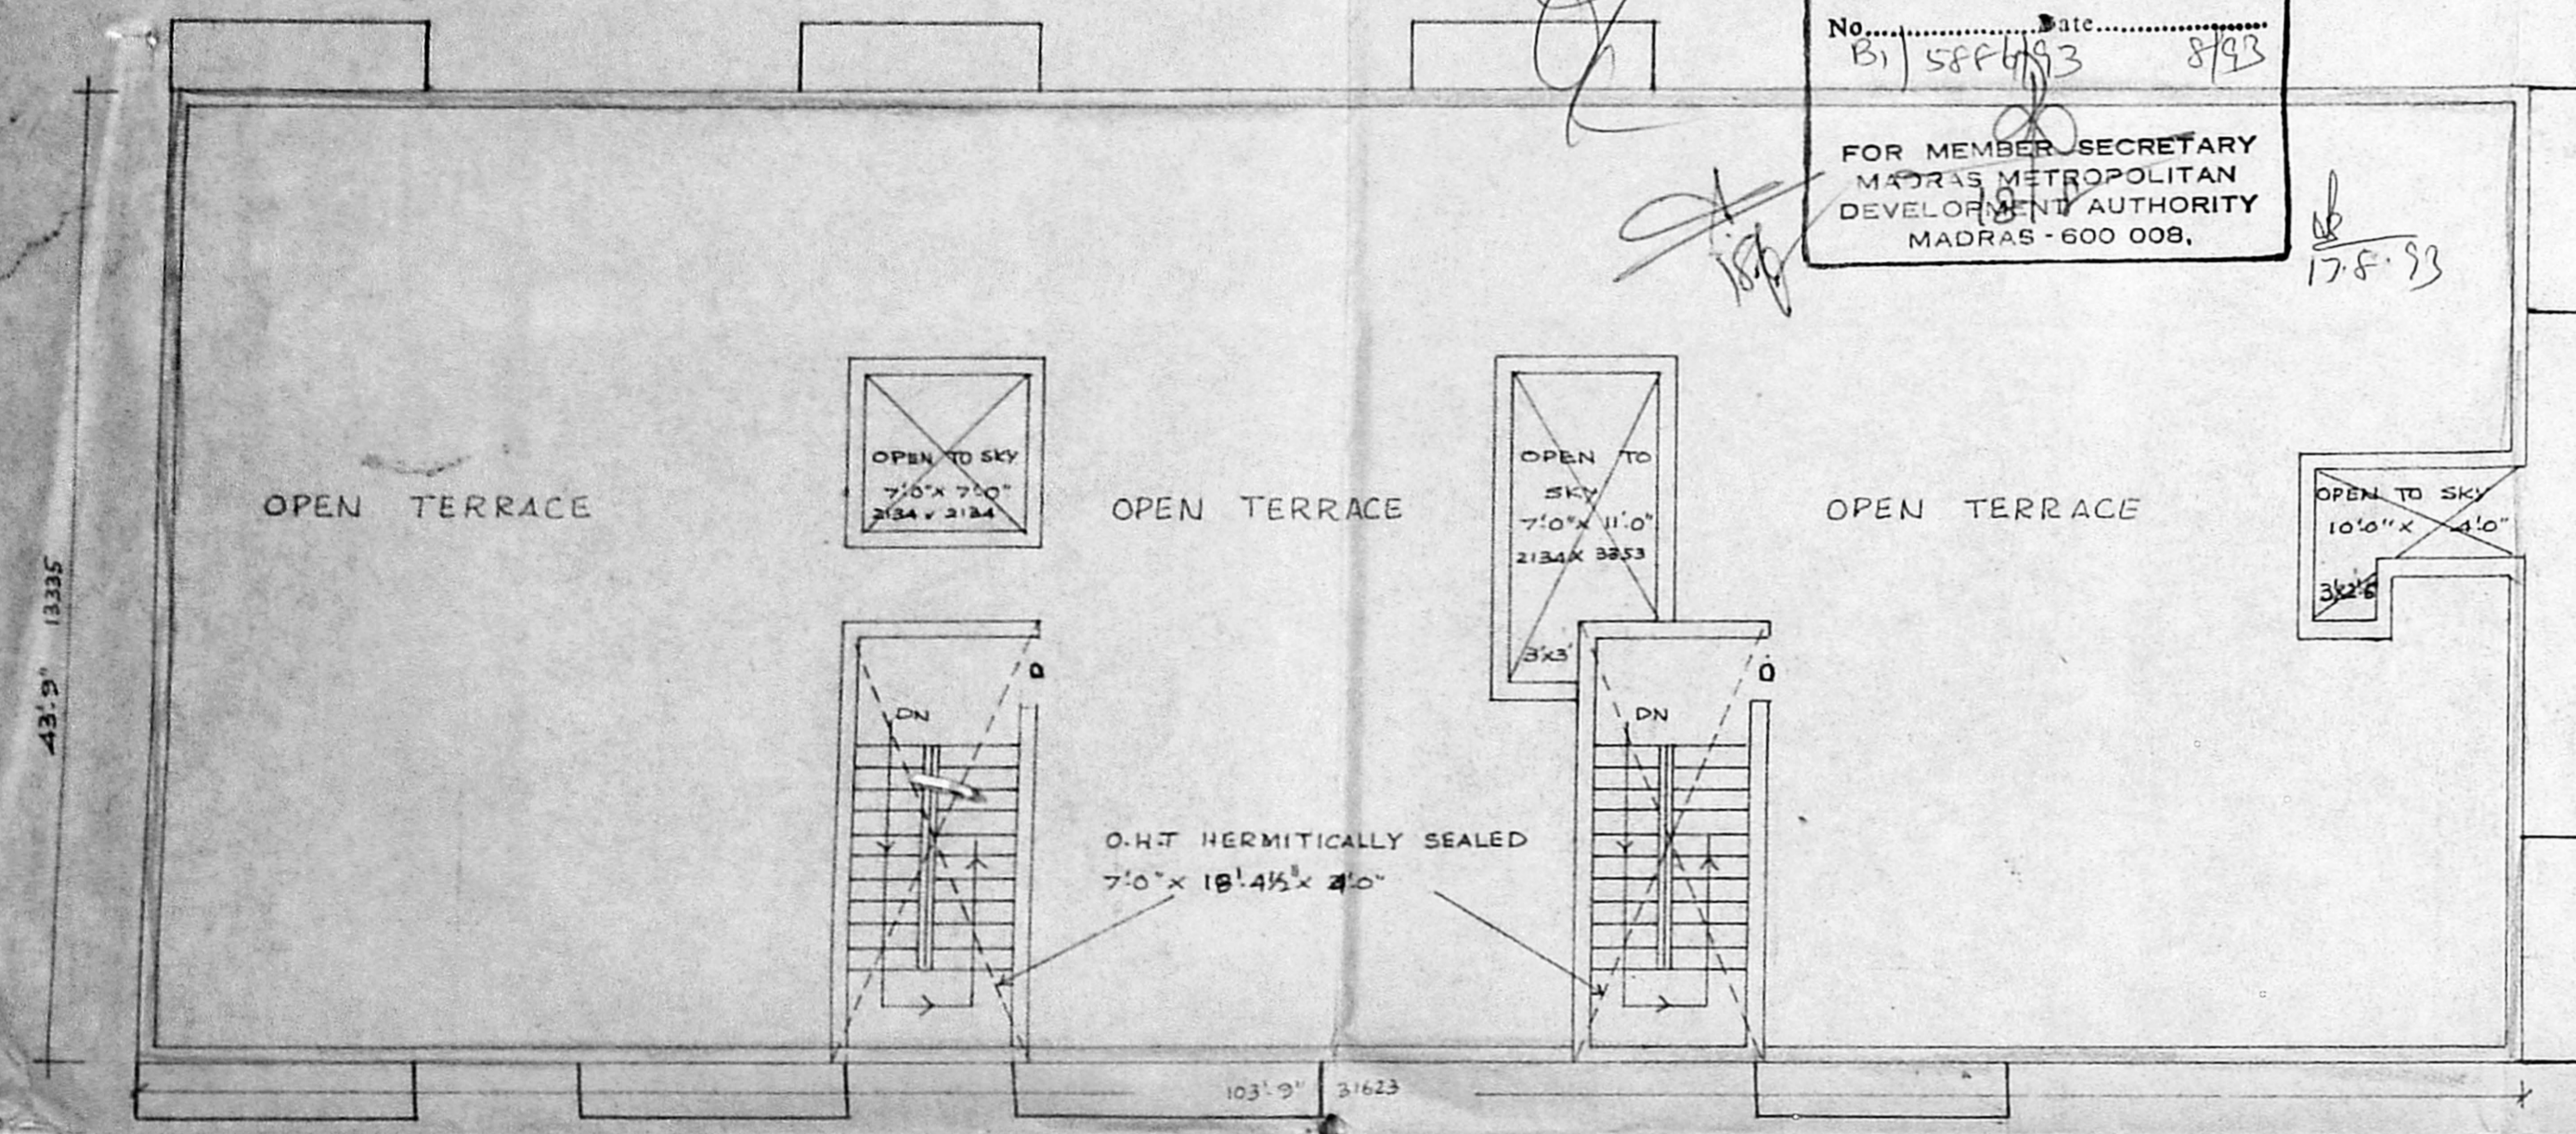 No..................Date..................
B1/ 5886/93 8/93
FOR MEMBER SECRETARY
MADRAS METROPOLITAN
DEVELOPMENT AUTHORITY
MADRAS - 600 008.
17.8.93
OPEN TERRACE
OPEN TO SKY
7'.0" X 7'.0"
2134 X 2134
OPEN TERRACE
OPEN TO
SKY
7'.0" X 11'.0"
2134 X 3353
3'X3'
OPEN TERRACE
OPEN TO SKY
10'.0" X 4'.0"
3'X2'6
43'.9" 13335
D
DN
D
DN
O.H.T HERMITICALLY SEALED
7'.0" X 18'.4½" X 4'.0"
103'.9" 31623